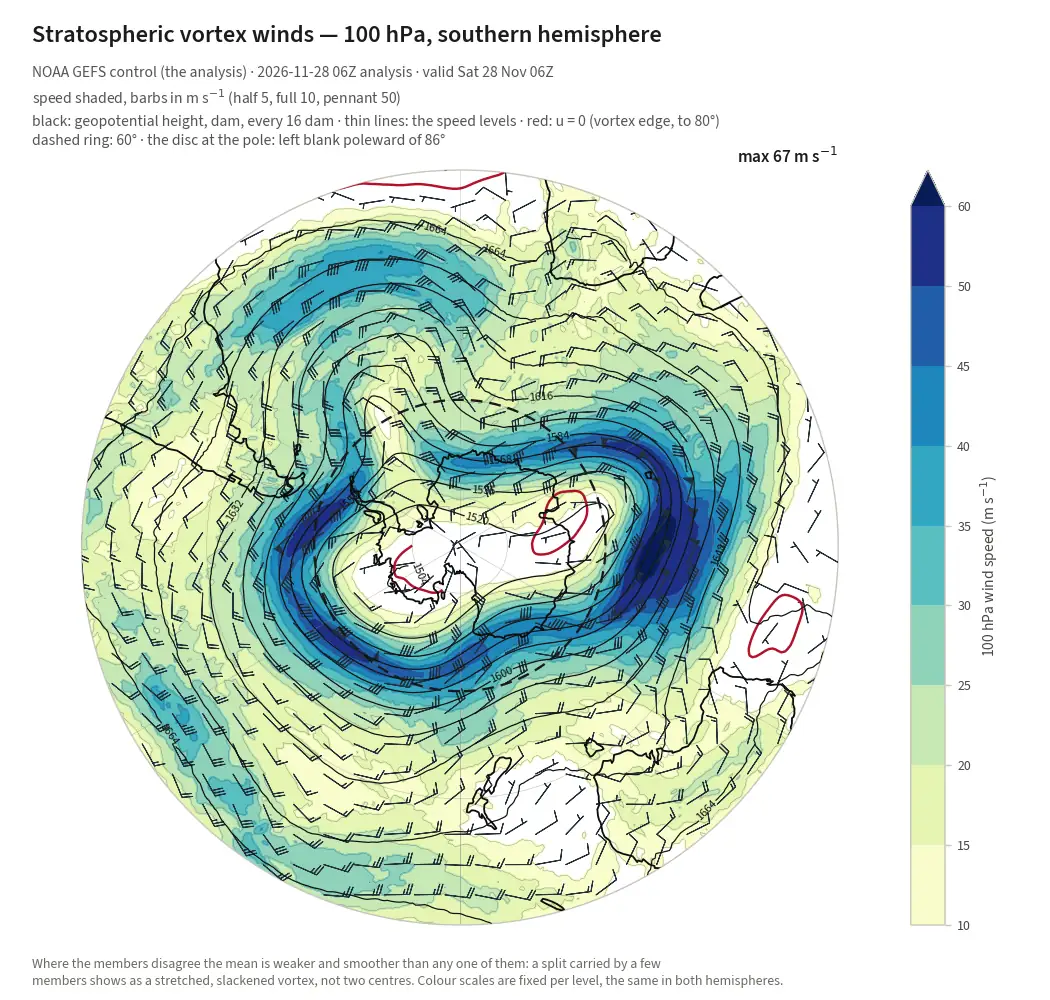 Stratospheric vortex winds — 100 hPa, southern hemisphere
NOAA GEFS control (the analysis) · 2026-11-28 06Z analysis · valid Sat 28 Nov 06Z
speed shaded, barbs in m s⁻¹ (half 5, full 10, pennant 50)
black: geopotential height, dam, every 16 dam · thin lines: the speed levels · red: u = 0 (vortex edge, to 80°)
dashed ring: 60° · the disc at the pole: left blank poleward of 86°
max 67 m s⁻¹
60
50
45
40
35
30
25
20
15
10
100 hPa wind speed (m s⁻¹)
1664
1664
1616
1584
1568
1520
1504
1632
1648
1600
1664
1664
Where the members disagree the mean is weaker and smoother than any one of them: a split carried by a few
members shows as a stretched, slackened vortex, not two centres. Colour scales are fixed per level, the same in both hemispheres.